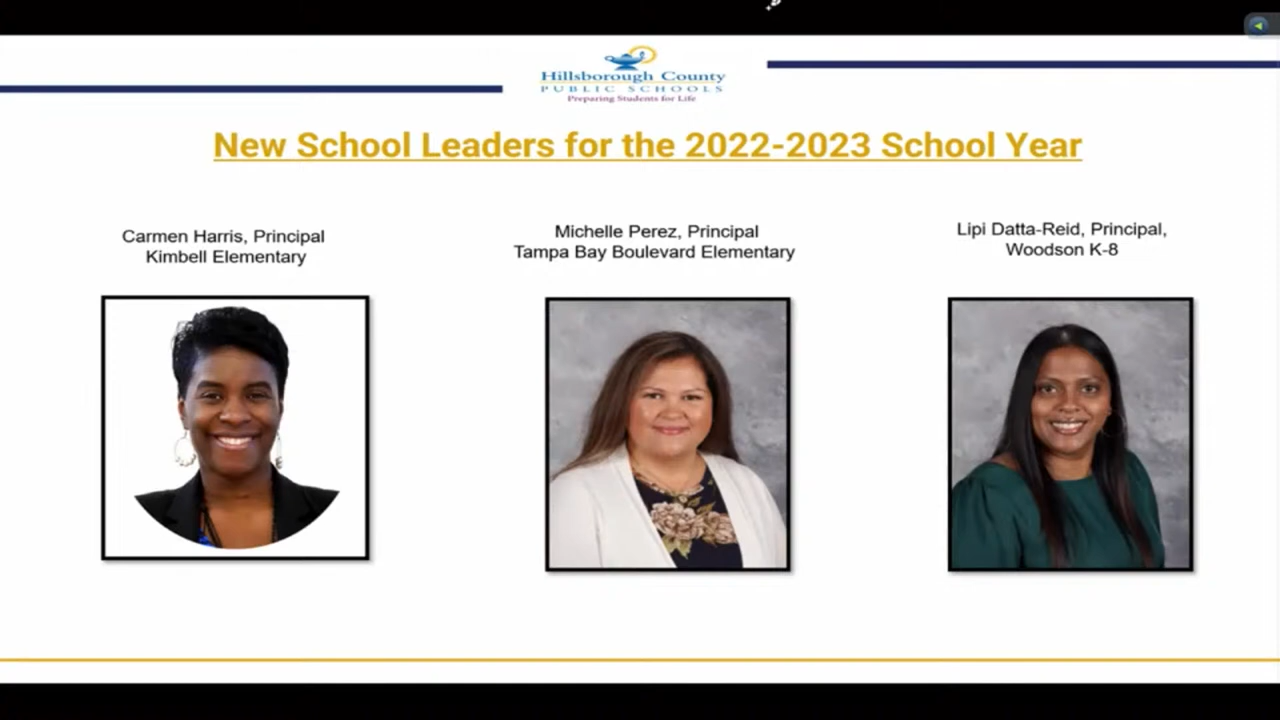 Hillsborough County
PUBLIC SCHOOLS
Preparing Students for Life
New School Leaders for the 2022-2023 School Year
Carmen Harris, Principal
Kimbell Elementary
Michelle Perez, Principal
Tampa Bay Boulevard Elementary
Lipi Datta-Reid, Principal,
Woodson K-8